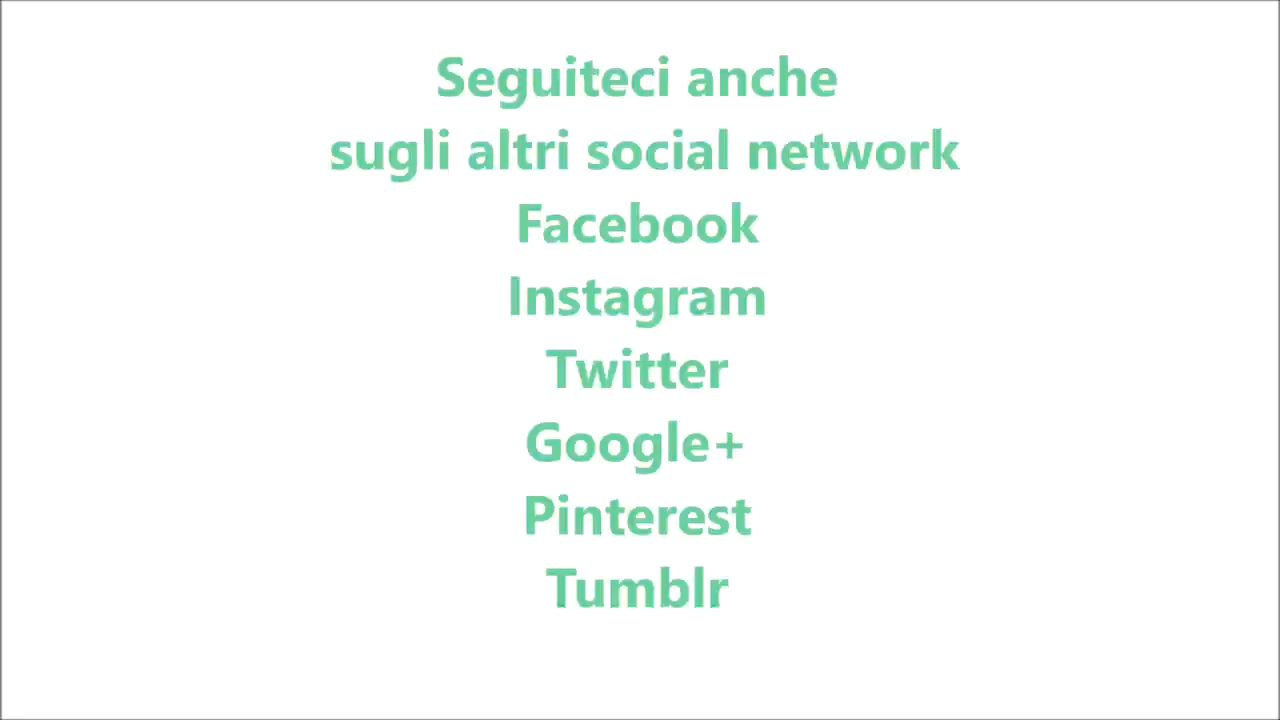 Seguiteci anche
sugli altri social network
Facebook
Instagram
Twitter
Google+
Pinterest
Tumblr